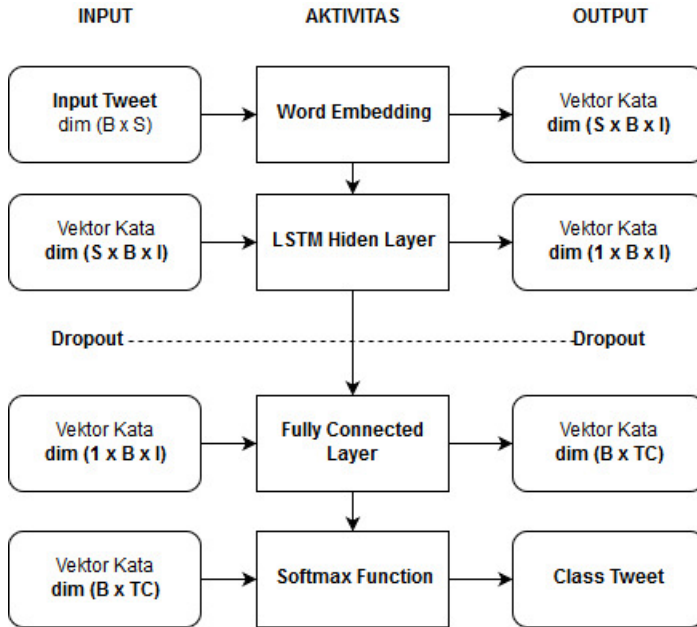 INPUT AKTIVITAS OUTPUT
Input Tweet
dim (B x S)
Word Embedding
Vektor Kata
dim (S x B x I)
Vektor Kata
dim (S x B x I)
LSTM Hiden Layer
Vektor Kata
dim (1 x B x I)
Dropout Dropout
Vektor Kata
dim (1 x B x I)
Fully Connected
Layer
Vektor Kata
dim (B x TC)
Vektor Kata
dim (B x TC)
Softmax Function
Class Tweet